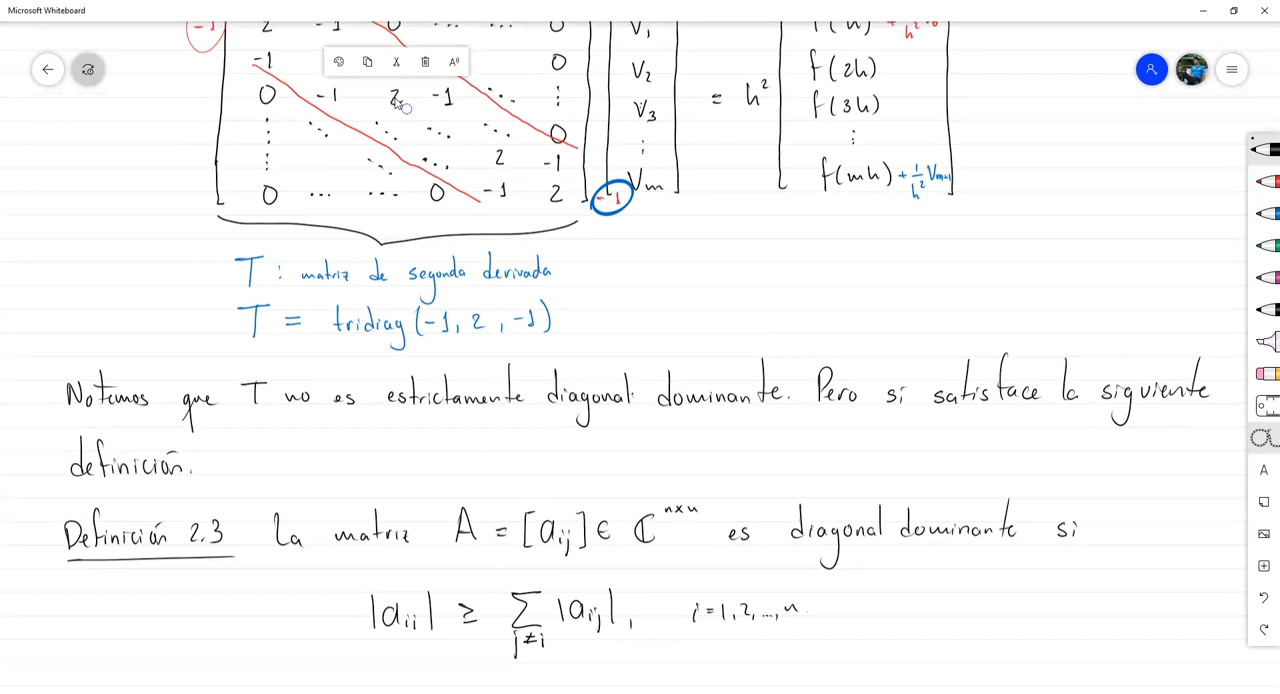 Microsoft Whiteboard
-1 2 -1 0 ... ... 0 V₁
-1 0 V₂ f(2h)
0 -1 2 -1 ⋱ ⋮ V₃ = h² f(3h)
⋮ ⋱ ⋱ ⋱ ⋱ 0 ⋮ ⋮
⋮ ⋱ ⋱ 2 -1
0 ... ... 0 -1 2 -1 Vm f(mh) + 1/h² Vm+1
T : matriz de segunda derivada
T = tridiag (-1, 2, -1)
Notemos que T no es estrictamente diagonal dominante. Pero sí satisface la siguiente
definición.
Definición 2.3 La matriz A = [aij] ∈ ℂⁿˣⁿ es diagonal dominante si
|aii| ≥ ∑j≠i |aij|, i = 1, 2, ..., n.